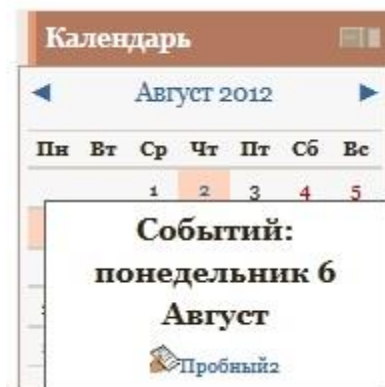 Календарь
◄ Август 2012 ►
Пн Вт Ср Чт Пт Сб Вс
1 2 3 4 5
Событий:
понедельник 6
Август
Пробный2